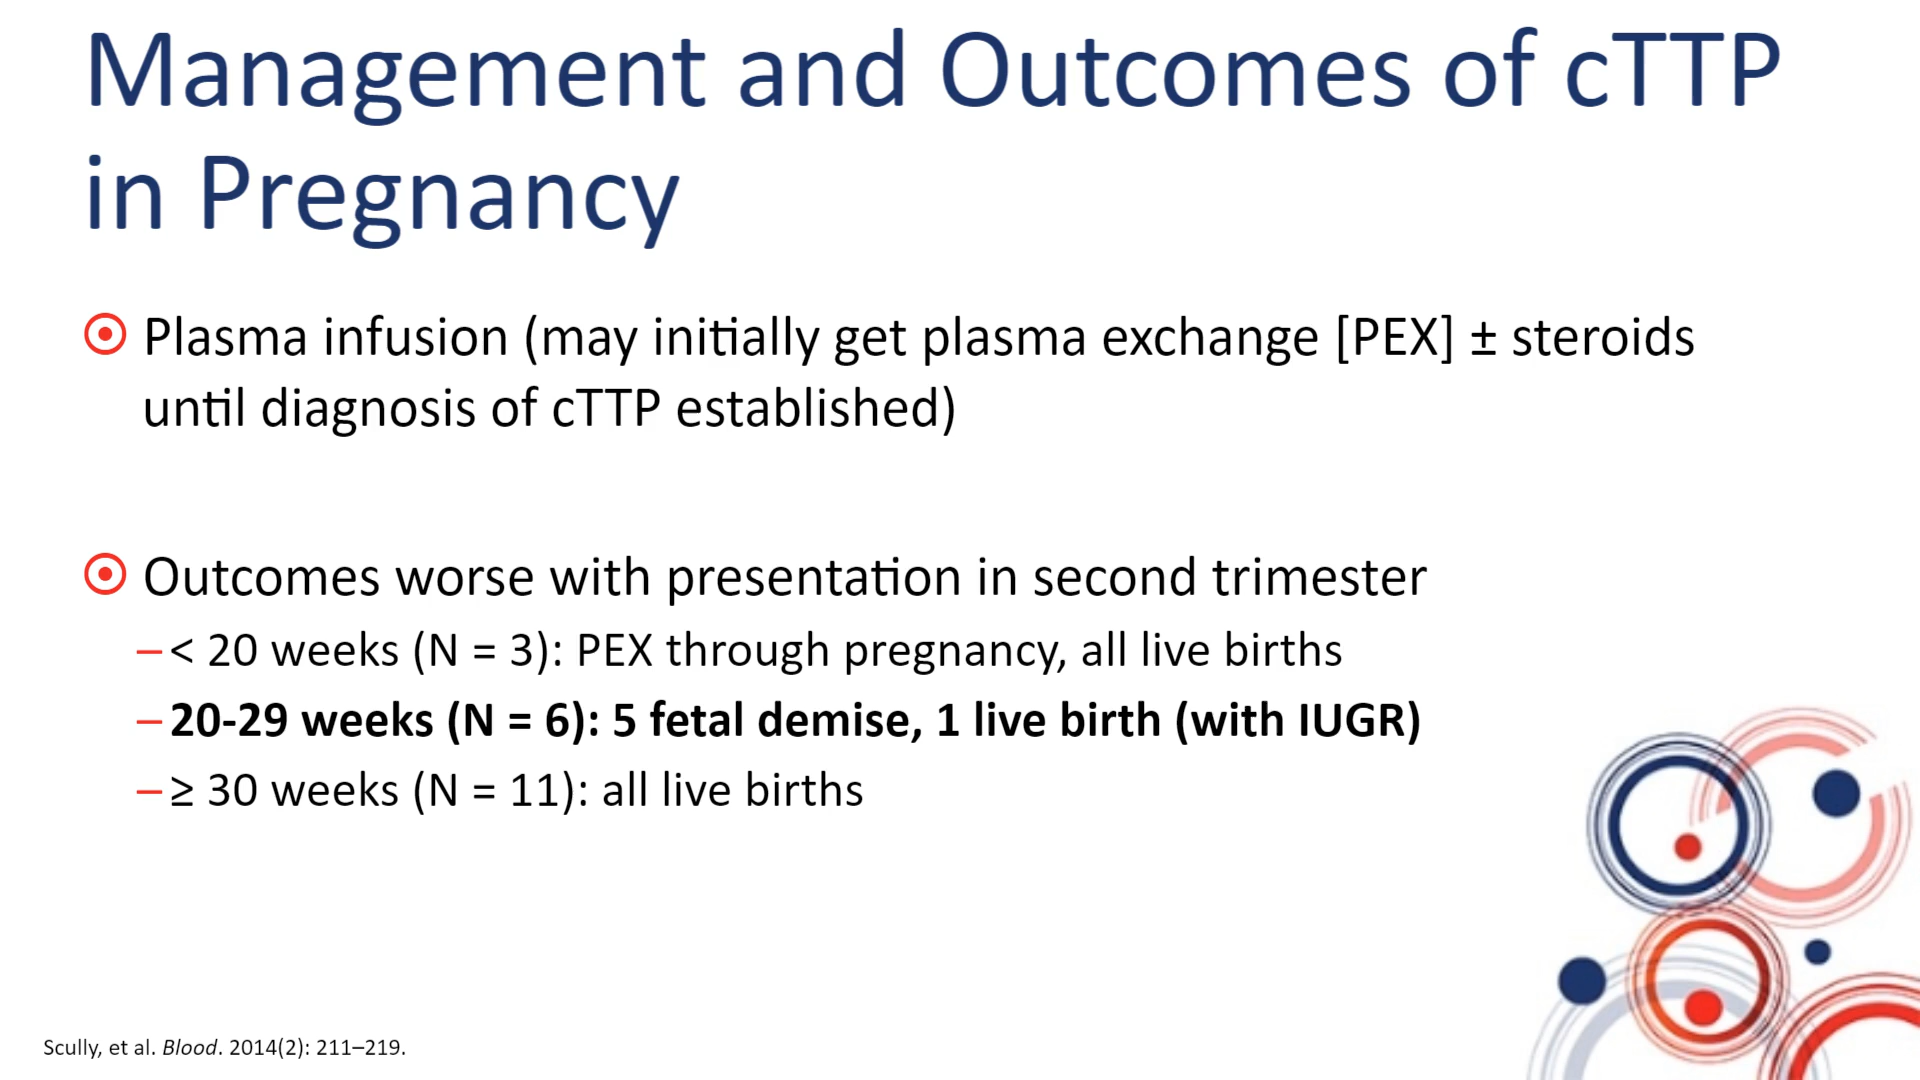 Management and Outcomes of cTTP
in Pregnancy
Plasma infusion (may initially get plasma exchange [PEX] ± steroids
until diagnosis of cTTP established)
Outcomes worse with presentation in second trimester
– < 20 weeks (N = 3): PEX through pregnancy, all live births
– 20-29 weeks (N = 6): 5 fetal demise, 1 live birth (with IUGR)
– ≥ 30 weeks (N = 11): all live births
Scully, et al. Blood. 2014(2): 211–219.